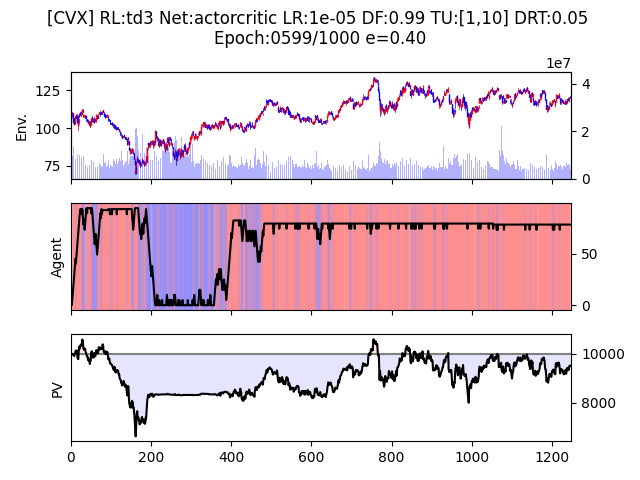 [CVX] RL:td3 Net:actorcritic LR:1e-05 DF:0.99 TU:[1,10] DRT:0.05
Epoch:0599/1000 e=0.40
1e7
Env.
125
100
75
4
2
0
Agent
50
0
PV
10000
8000
0 200 400 600 800 1000 1200